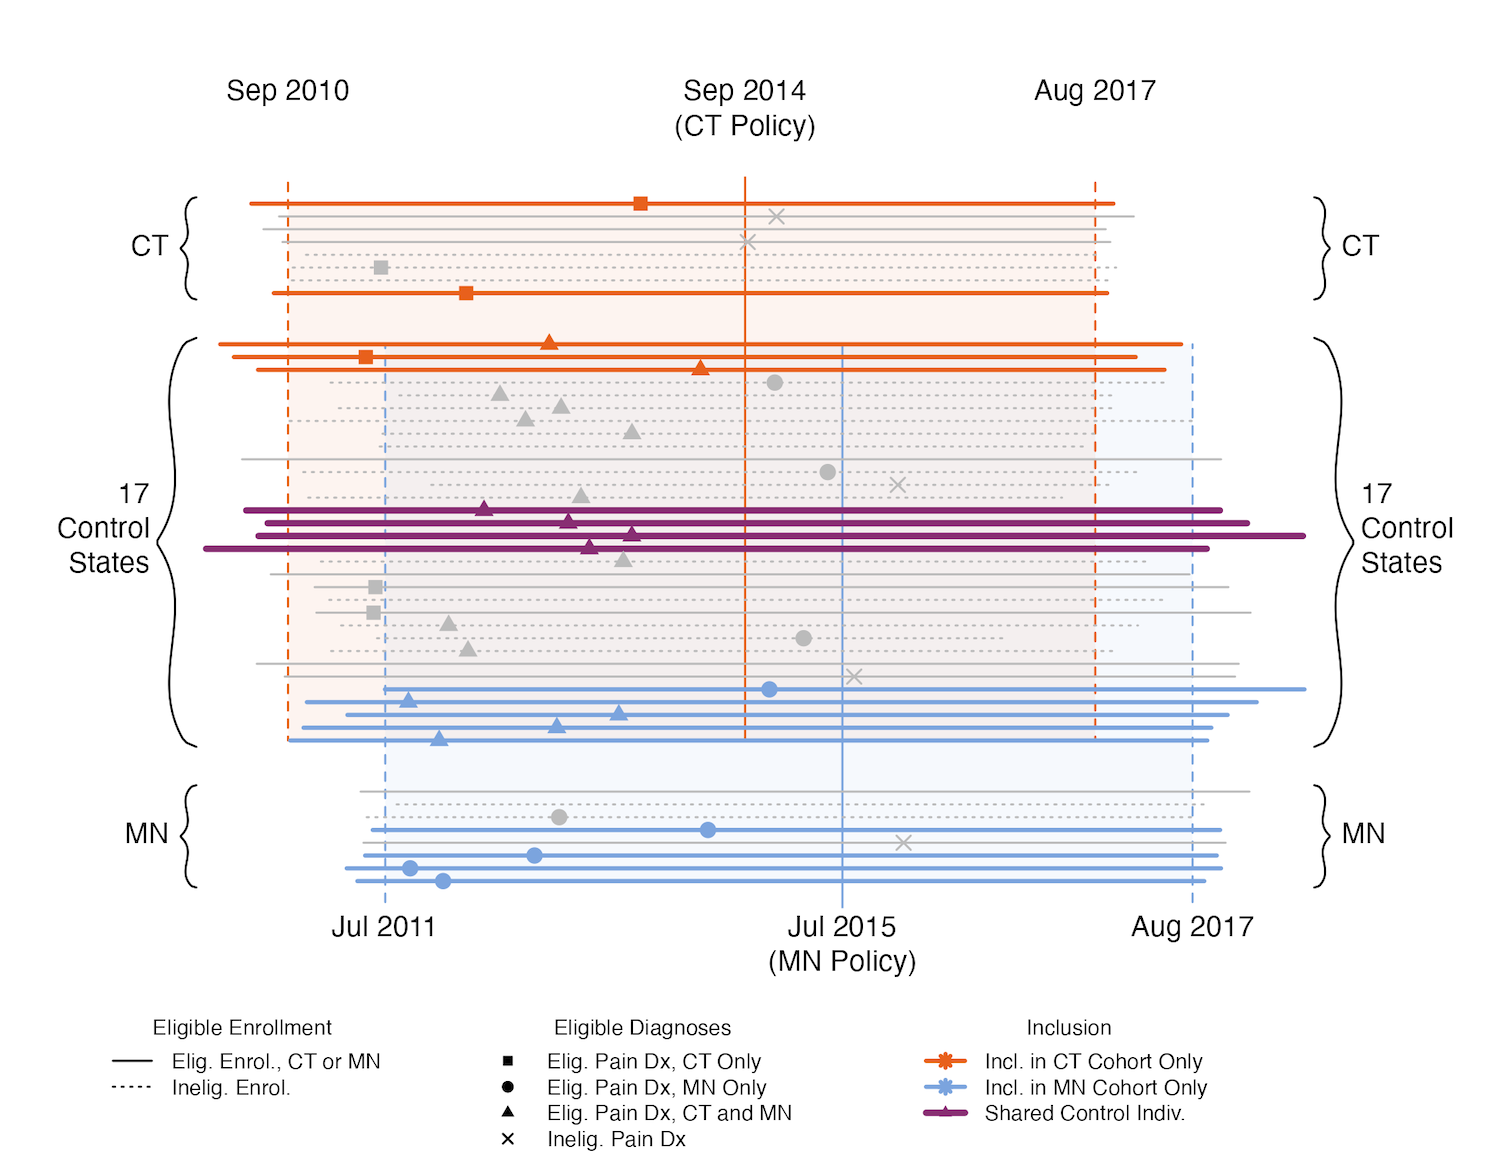 Sep 2010
Sep 2014
(CT Policy)
Aug 2017
CT
CT
17
Control
States
17
Control
States
MN
MN
Jul 2011
Jul 2015
(MN Policy)
Aug 2017
Eligible Enrollment
Elig. Enrol., CT or MN
Inelig. Enrol.
Eligible Diagnoses
Elig. Pain Dx, CT Only
Elig. Pain Dx, MN Only
Elig. Pain Dx, CT and MN
Inelig. Pain Dx
Inclusion
Incl. in CT Cohort Only
Incl. in MN Cohort Only
Shared Control Indiv.